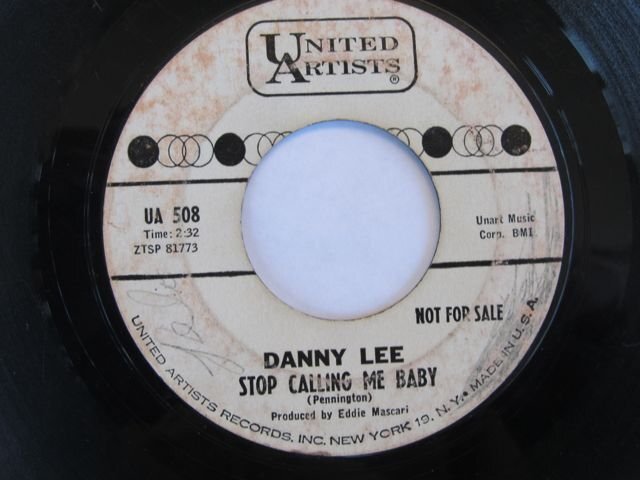 UNITED
ARTISTS®
UA 508
Time: 2:32
ZTSP 81773
Unart Music
Corp. BMI
NOT FOR SALE
DANNY LEE
STOP CALLING ME BABY
(Pennington)
Produced by Eddie Mascari
UNITED ARTISTS RECORDS, INC. NEW YORK 19, N.Y. • MADE IN U.S.A.